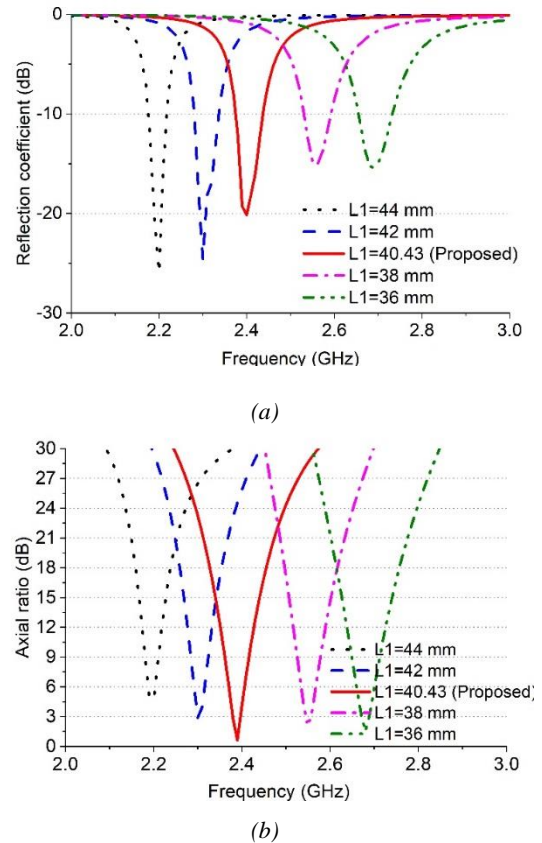 0
-10
-20
-30
Reflection coefficient (dB)
L1=44 mm
L1=42 mm
L1=40.43 (Proposed)
L1=38 mm
L1=36 mm
2.0 2.2 2.4 2.6 2.8 3.0
Frequency (GHz)
(a)
30
27
24
21
18
15
12
9
6
3
0
Axial ratio (dB)
L1=44 mm
L1=42 mm
L1=40.43 (Proposed)
L1=38 mm
L1=36 mm
2.0 2.2 2.4 2.6 2.8 3.0
Frequency (GHz)
(b)